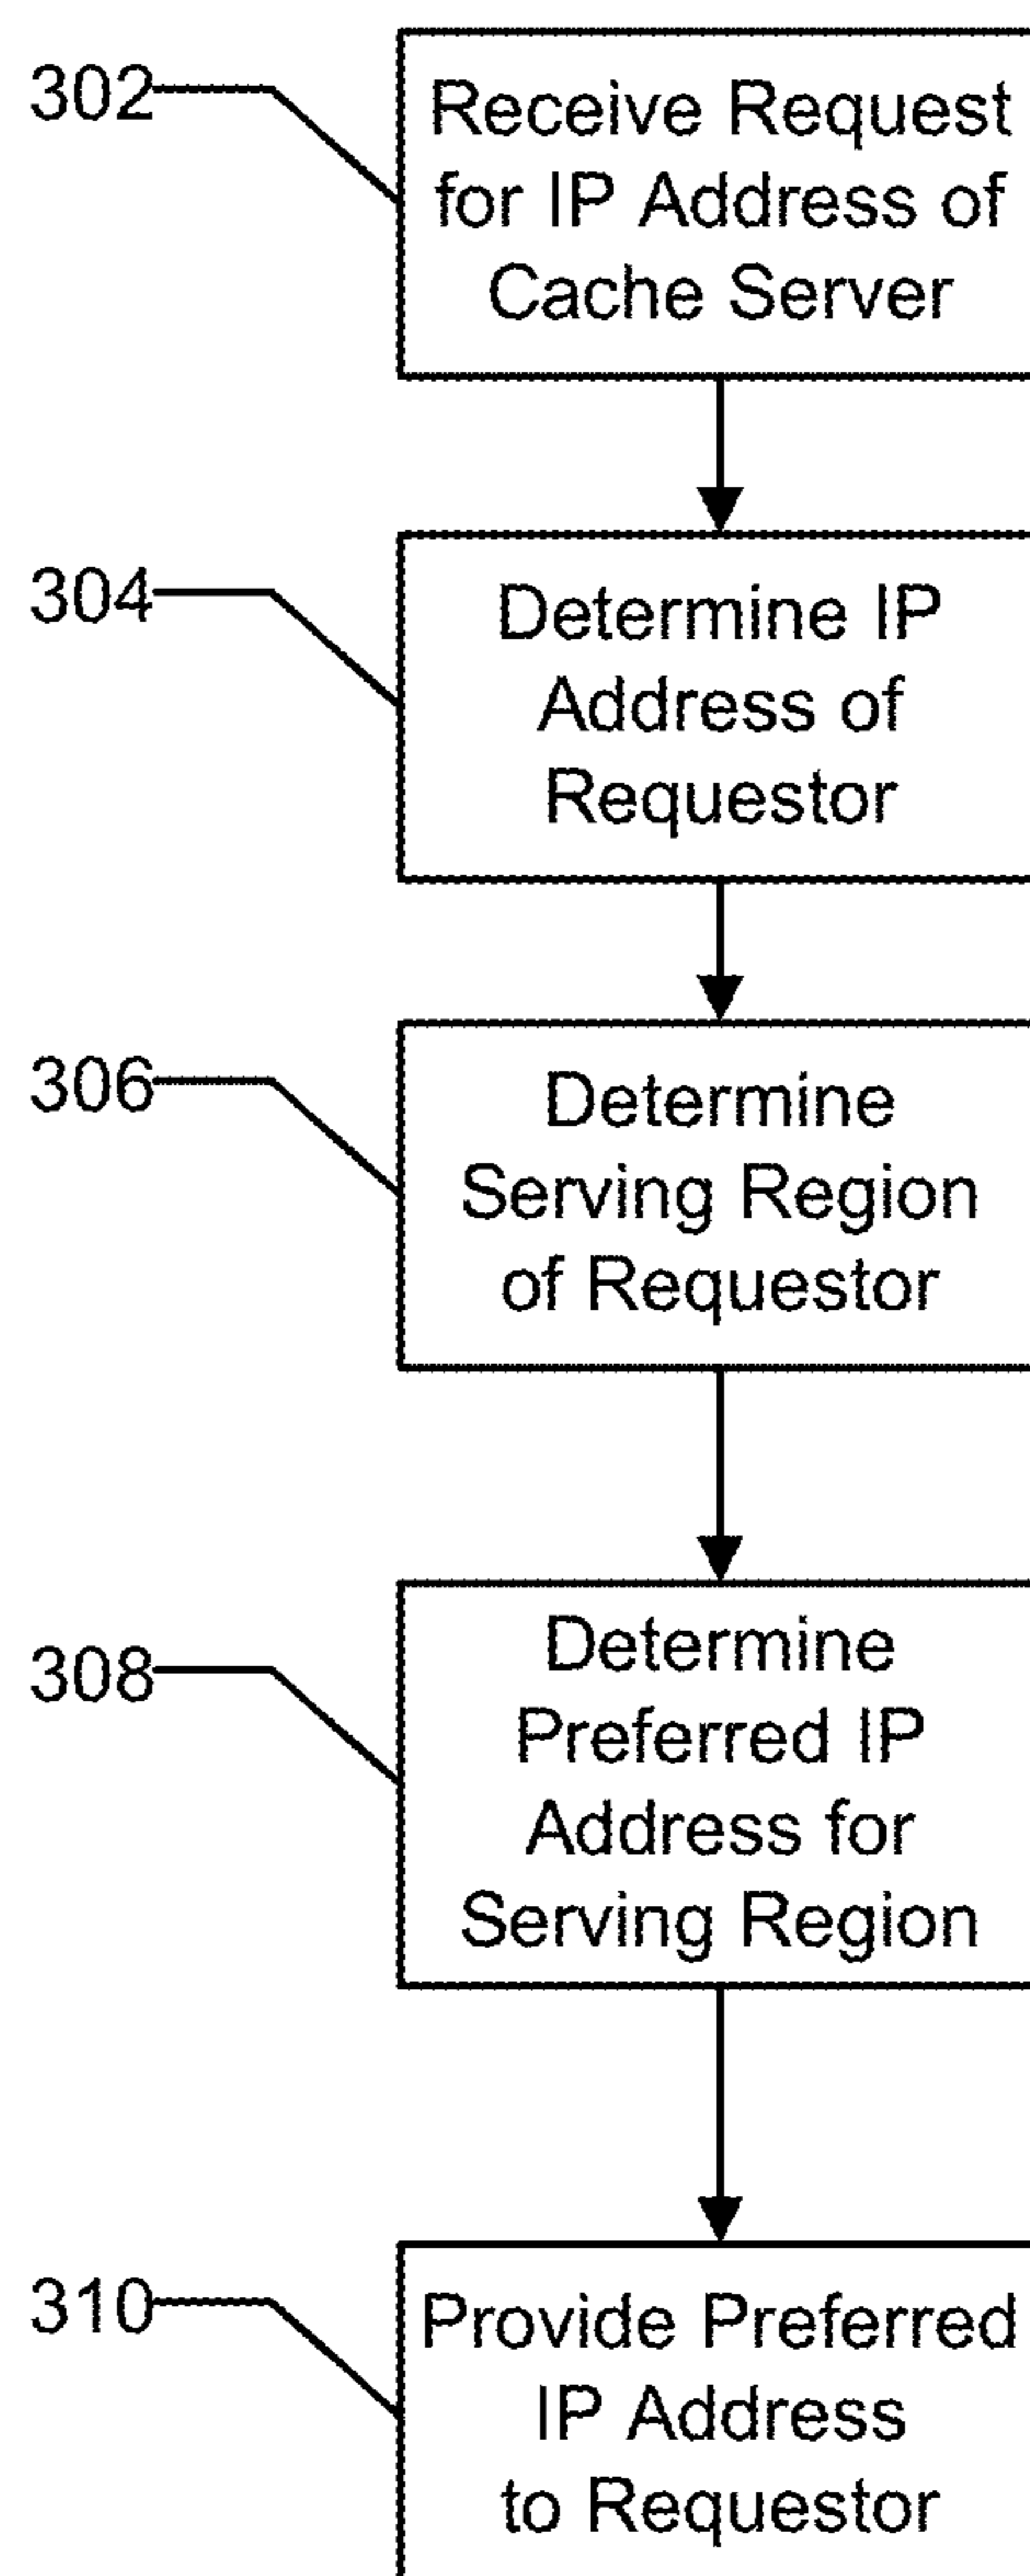 302
Receive Request
for IP Address of
Cache Server
304
Determine IP
Address of
Requestor
306
Determine
Serving Region
of Requestor
308
Determine
Preferred IP
Address for
Serving Region
310
Provide Preferred
IP Address
to Requestor